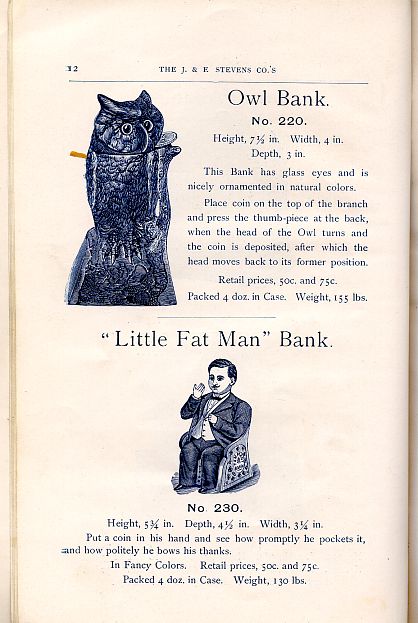 12 THE J. & E. STEVENS CO.'S
Owl Bank.
No. 220.
Height, 7½ in. Width, 4 in.
Depth, 3 in.
This Bank has glass eyes and is
nicely ornamented in natural colors.
Place coin on the top of the branch
and press the thumb-piece at the back,
when the head of the Owl turns and
the coin is deposited, after which the
head moves back to its former position.
Retail prices, 50c. and 75c.
Packed 4 doz. in Case. Weight, 155 lbs.
“Little Fat Man” Bank.
No. 230.
Height, 5¾ in. Depth, 4½ in. Width, 3¼ in.
Put a coin in his hand and see how promptly he pockets it,
and how politely he bows his thanks.
In Fancy Colors. Retail prices, 50c. and 75c.
Packed 4 doz. in Case. Weight, 130 lbs.